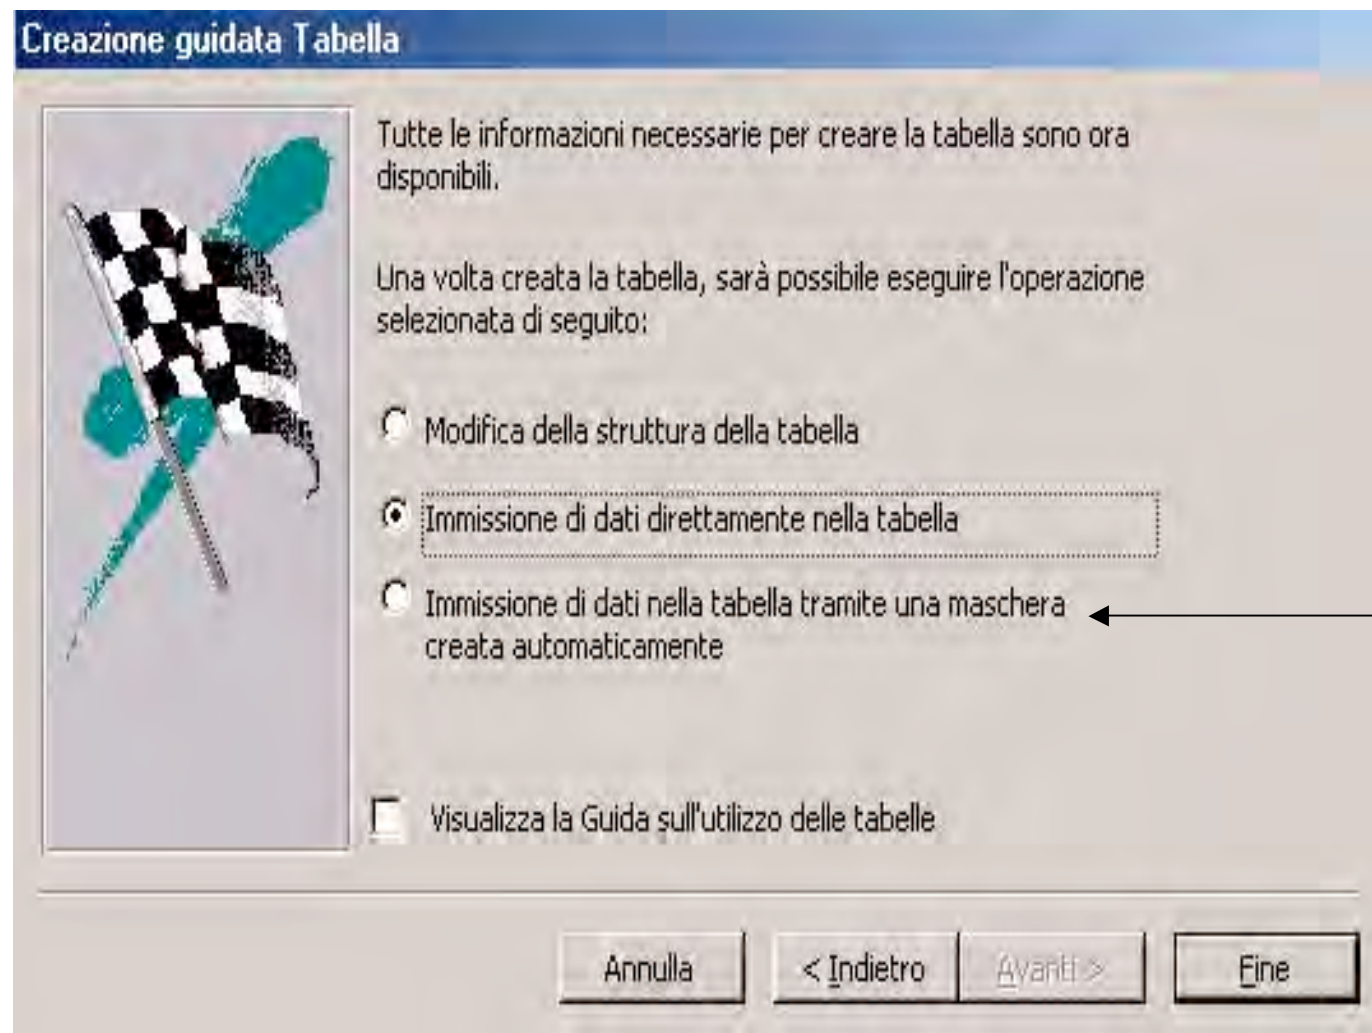 Creazione guidata Tabella
Tutte le informazioni necessarie per creare la tabella sono ora
disponibili.
Una volta creata la tabella, sarà possibile eseguire l'operazione
selezionata di seguito:
Modifica della struttura della tabella
Immissione di dati direttamente nella tabella
Immissione di dati nella tabella tramite una maschera
creata automaticamente
Visualizza la Guida sull'utilizzo delle tabelle
Annulla
< Indietro
Avanti >
Fine